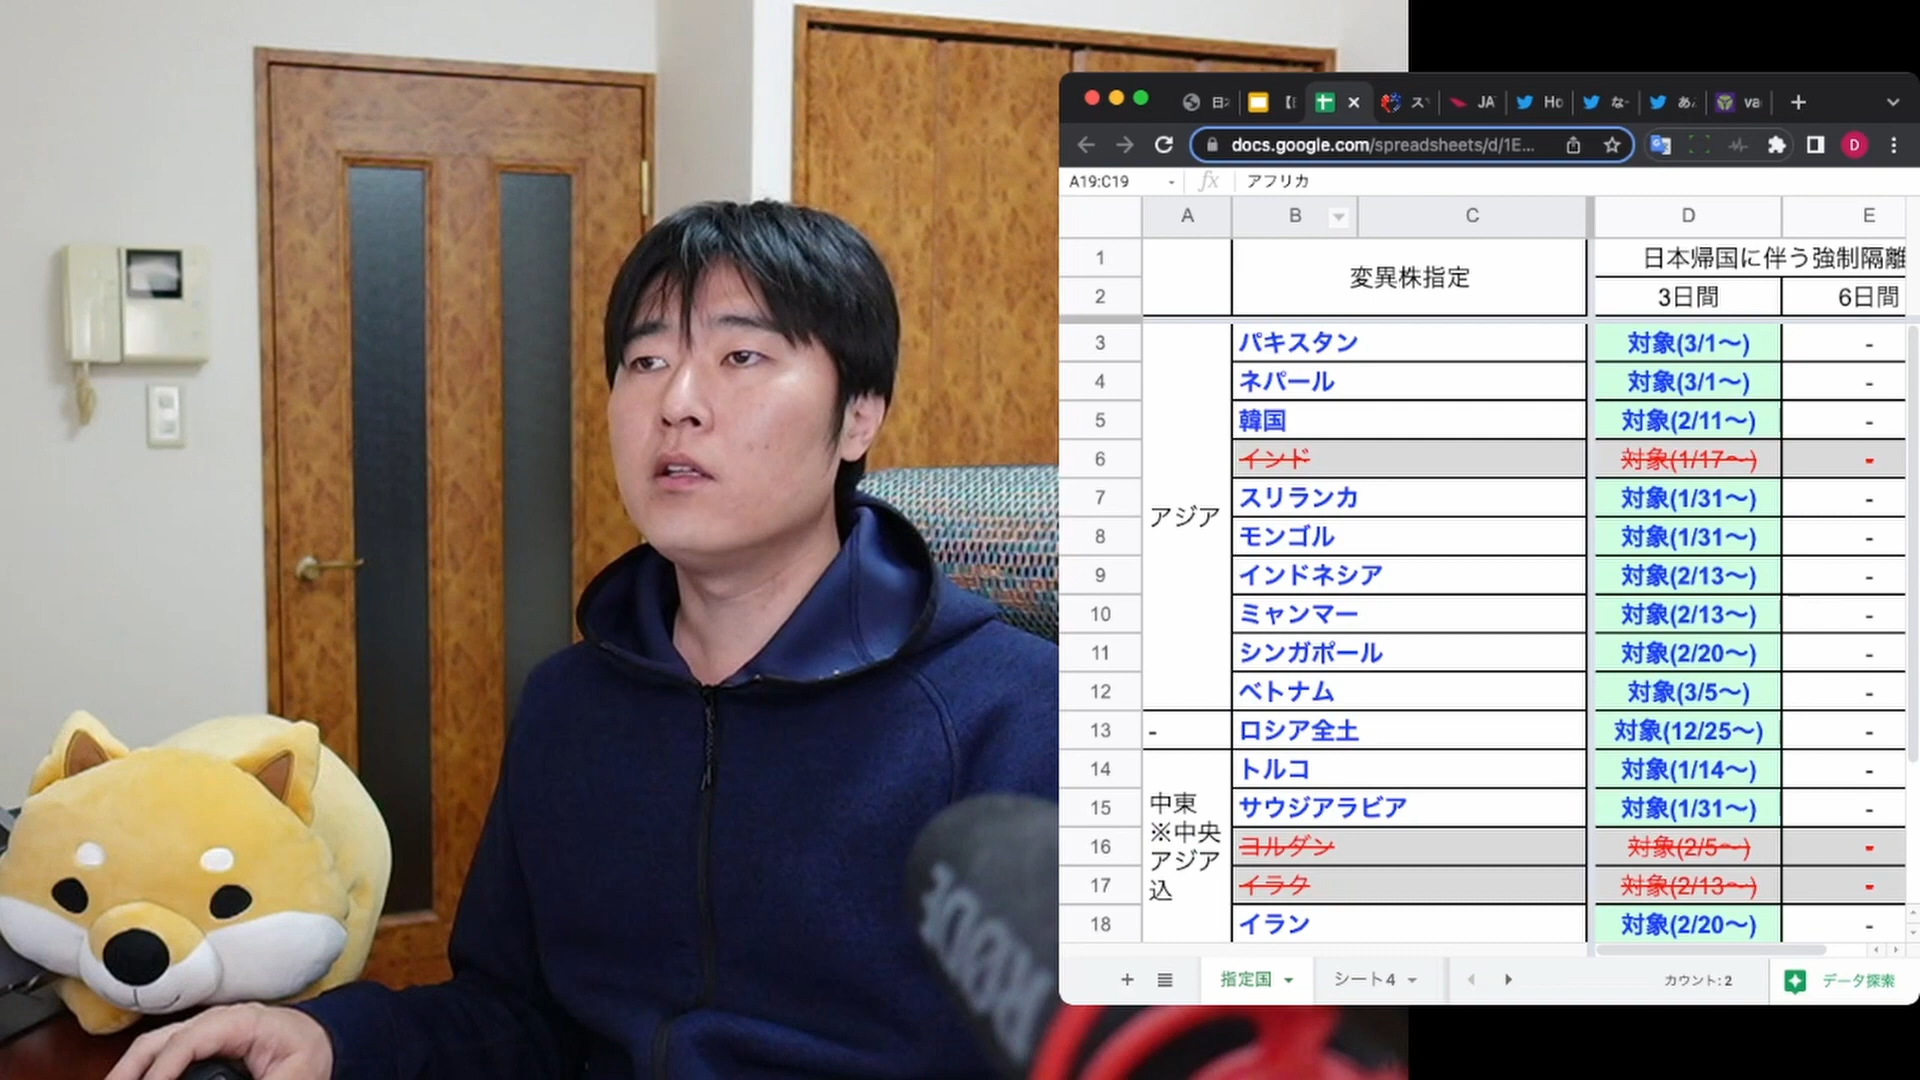 日
JA
Ho
な
あ
va
docs.google.com/spreadsheets/d/1E...
D
A19:C19
fx
アフリカ
A B C D E
1 変異株指定 日本帰国に伴う強制隔離
2 3日間 6日間
3 パキスタン 対象(3/1〜) -
4 ネパール 対象(3/1〜) -
5 韓国 対象(2/11〜) -
6 インド 対象(1/17〜) -
7 アジア スリランカ 対象(1/31〜) -
8 モンゴル 対象(1/31〜) -
9 インドネシア 対象(2/13〜) -
10 ミャンマー 対象(2/13〜) -
11 シンガポール 対象(2/20〜) -
12 ベトナム 対象(3/5〜) -
13 - ロシア全土 対象(12/25〜) -
14 トルコ 対象(1/14〜) -
15 中東 サウジアラビア 対象(1/31〜) -
16 ※中央 ヨルダン 対象(2/5〜) -
17 アジア イラク 対象(2/13〜) -
18 込 イラン 対象(2/20〜) -
+ 指定国 シート4 カウント: 2 データ探索